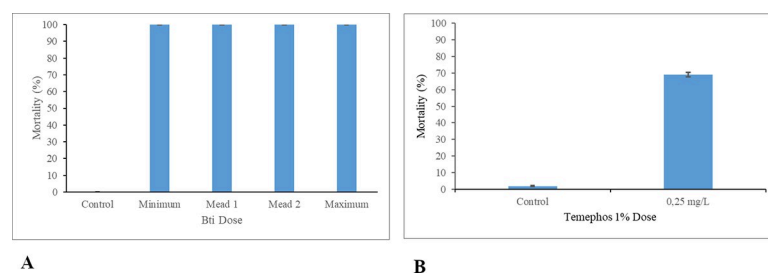 100
90
80
70
60
50
40
30
20
10
0
Mortality (%)
Control Minimum Mead 1 Mead 2 Maximum
Bti Dose
A
100
90
80
70
60
50
40
30
20
10
0
Mortality (%)
Control 0,25 mg/L
Temephos 1% Dose
B